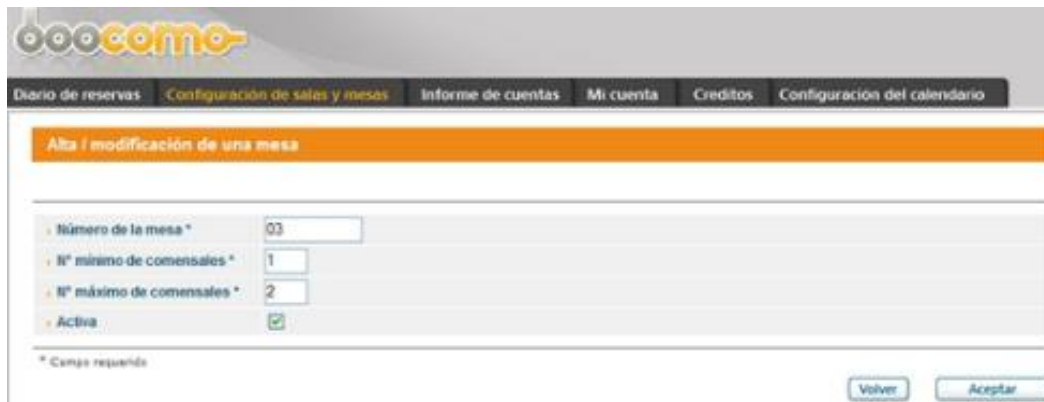 boocomo
Diario de reservas Configuración de salas y mesas Informe de cuentas Mi cuenta Creditos Configuración del calendario
Alta / modificación de una mesa
Número de la mesa * 03
Nº mínimo de comensales * 1
Nº máximo de comensales * 2
Activa
* Campo requerido
Volver Aceptar